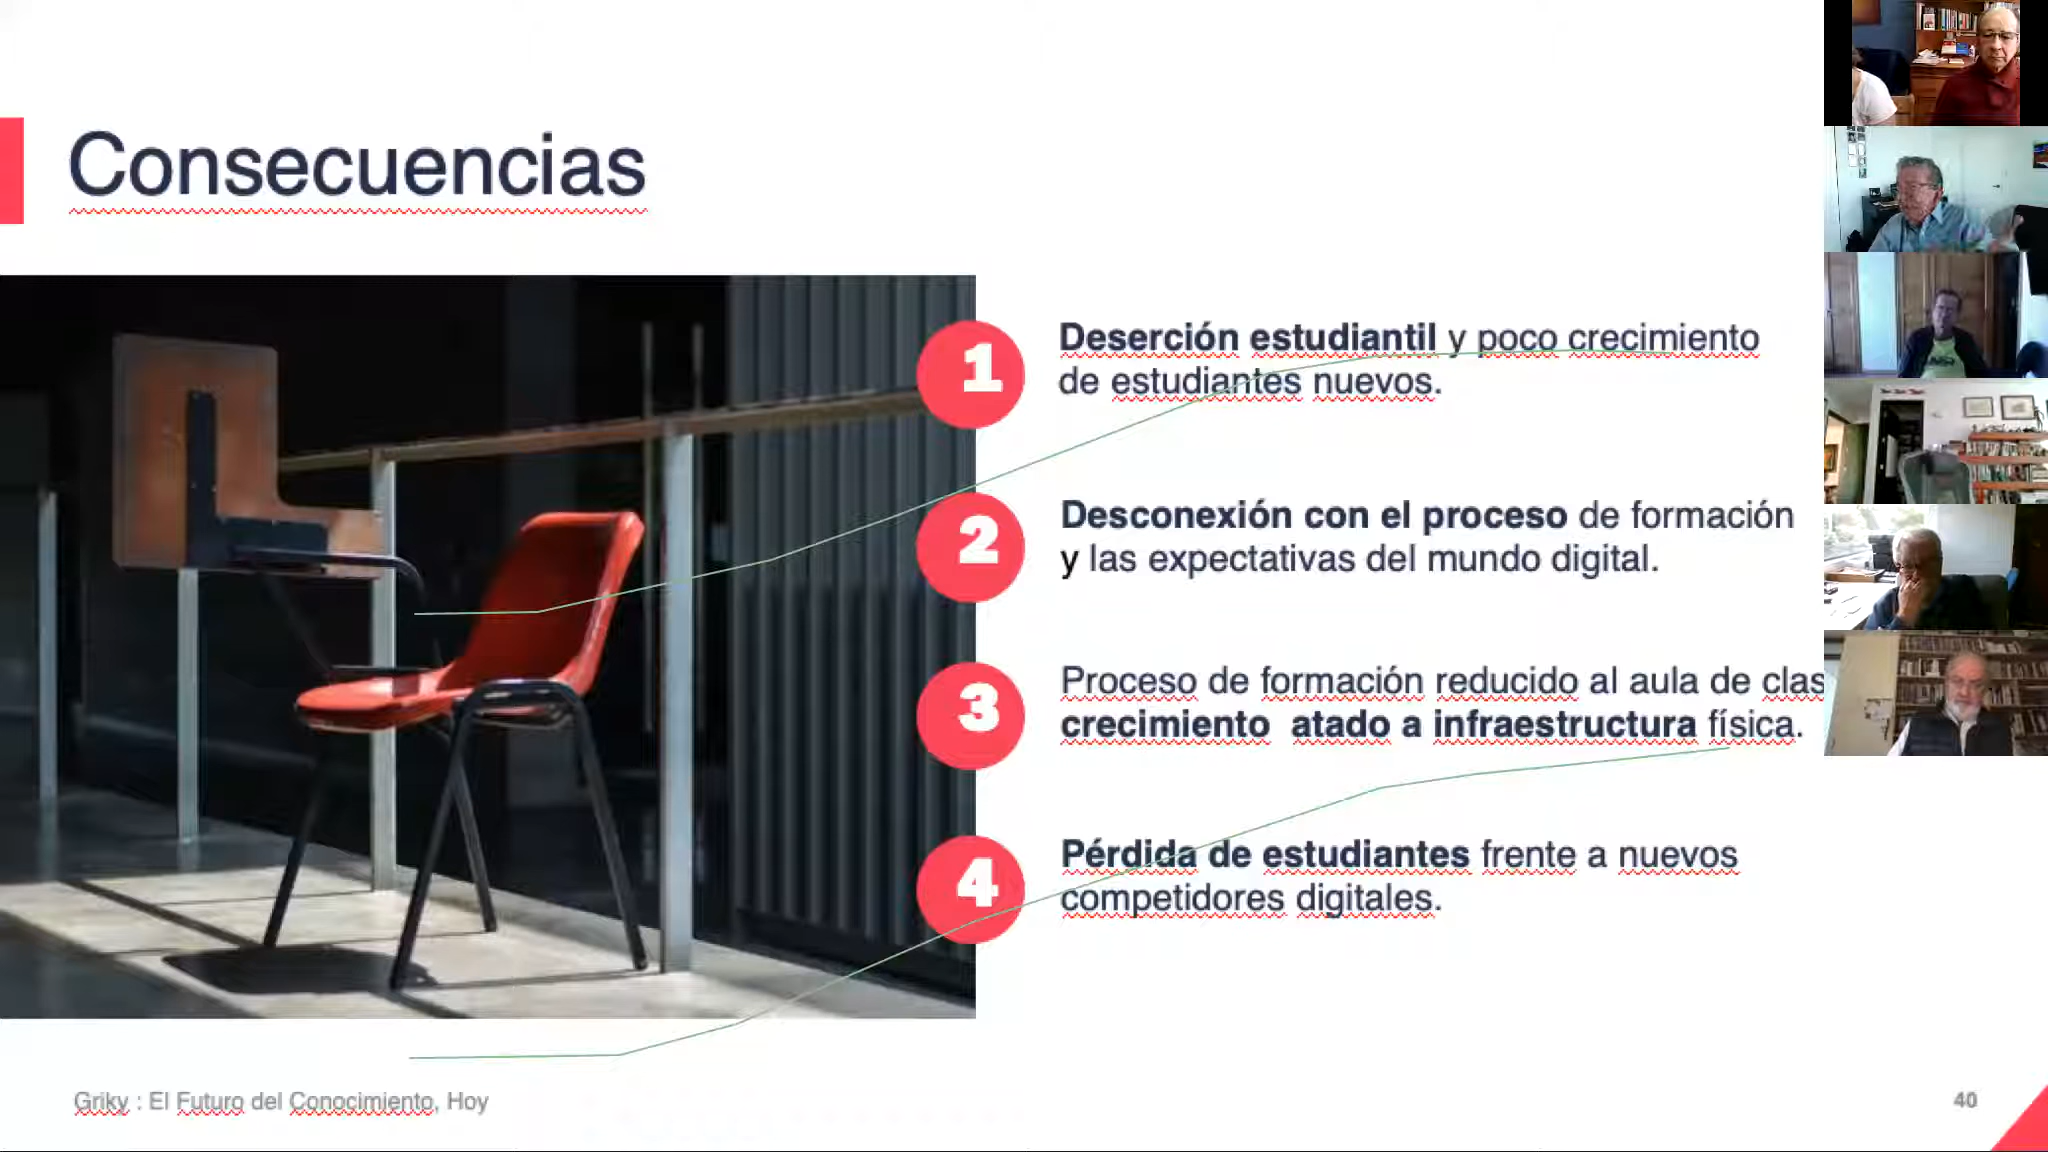 Consecuencias
1
Deserción estudiantil y poco crecimiento
de estudiantes nuevos.
2
Desconexión con el proceso de formación
y las expectativas del mundo digital.
3
Proceso de formación reducido al aula de clas
crecimiento atado a infraestructura física.
4
Pérdida de estudiantes frente a nuevos
competidores digitales.
Griky : El Futuro del Conocimiento, Hoy
40